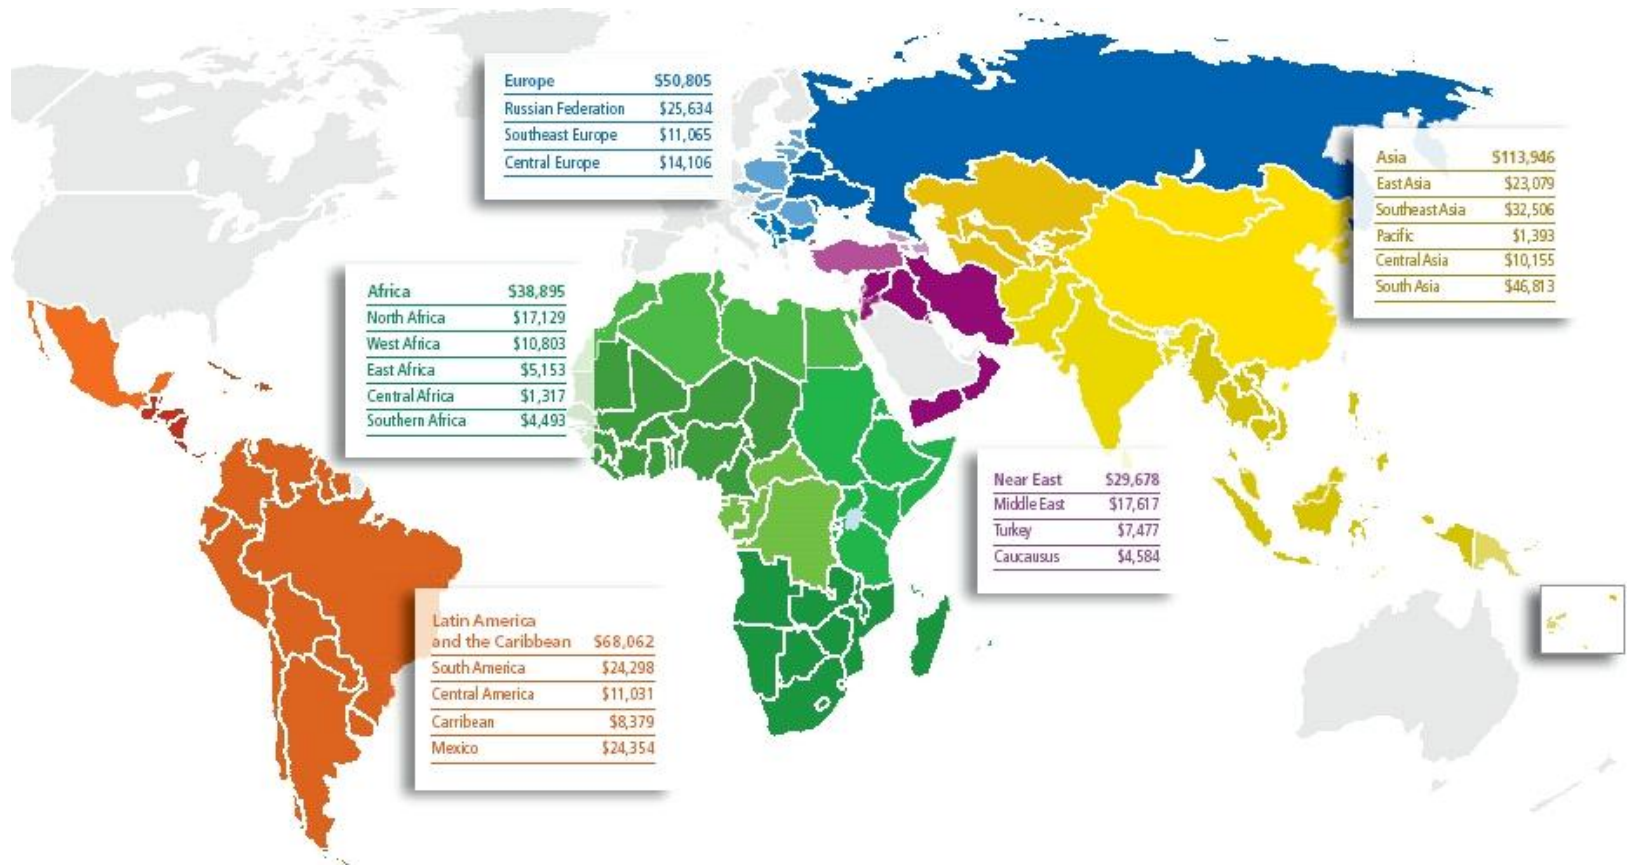 Europe $50,805
Russian Federation $25,634
Southeast Europe $11,065
Central Europe $14,106
Asia $113,946
East Asia $23,079
Southeast Asia $32,506
Pacific $1,393
Central Asia $10,155
South Asia $46,813
Africa $38,895
North Africa $17,129
West Africa $10,803
East Africa $5,153
Central Africa $1,317
Southern Africa $4,493
Near East $29,678
Middle East $17,617
Turkey $7,477
Caucausus $4,584
Latin America
and the Caribbean $68,062
South America $24,298
Central America $11,031
Carribean $8,379
Mexico $24,354